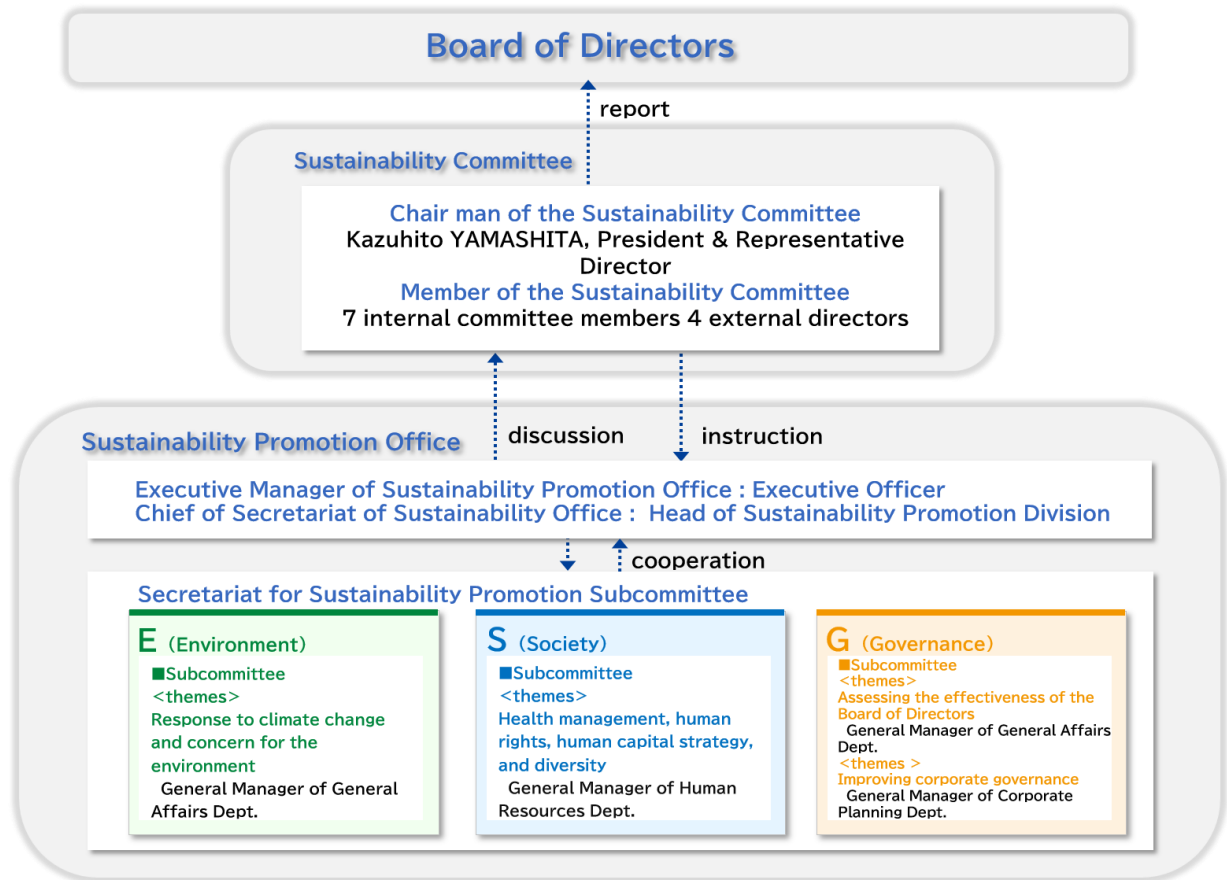 Board of Directors
report
Sustainability Committee
Chair man of the Sustainability Committee
Kazuhito YAMASHITA, President & Representative
Director
Member of the Sustainability Committee
7 internal committee members 4 external directors
discussion
instruction
Sustainability Promotion Office
Executive Manager of Sustainability Promotion Office : Executive Officer
Chief of Secretariat of Sustainability Office : Head of Sustainability Promotion Division
cooperation
Secretariat for Sustainability Promotion Subcommittee
E (Environment)
■Subcommittee
<themes>
Response to climate change
and concern for the
environment
General Manager of General
Affairs Dept.
S (Society)
■Subcommittee
<themes>
Health management, human
rights, human capital strategy,
and diversity
General Manager of Human
Resources Dept.
G (Governance)
■Subcommittee
<themes>
Assessing the effectiveness of the
Board of Directors
General Manager of General Affairs
Dept.
<themes >
Improving corporate governance
General Manager of Corporate
Planning Dept.